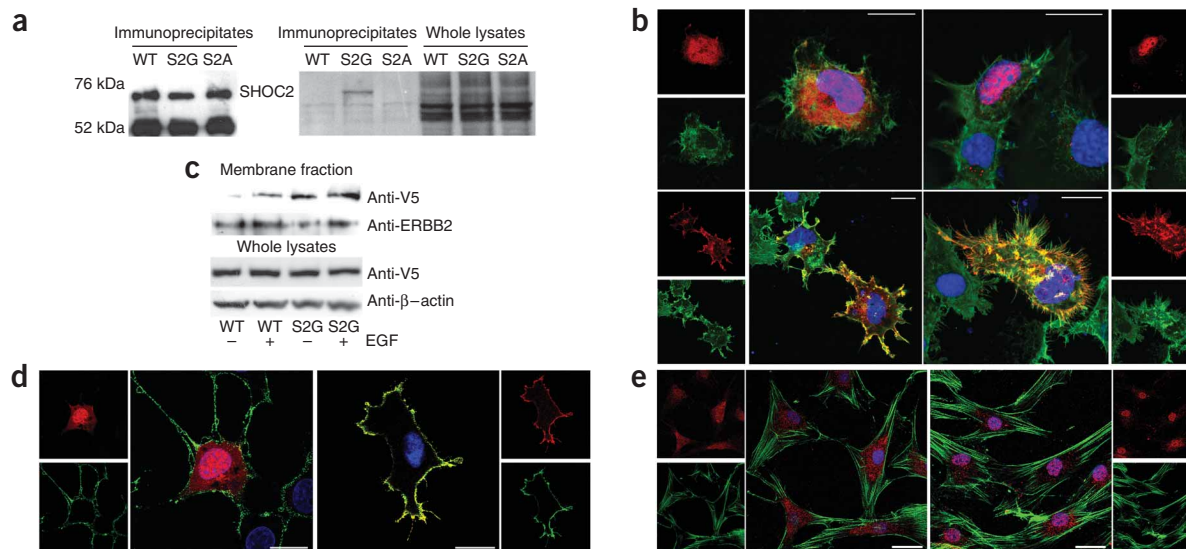 a
Immunoprecipitates
WT S2G S2A
76 kDa
SHOC2
52 kDa
Immunoprecipitates Whole lysates
WT S2G S2A WT S2G S2A
b
c
Membrane fraction
Anti-V5
Anti-ERBB2
Whole lysates
Anti-V5
Anti-β–actin
WT WT S2G S2G
– + – + EGF
d
e